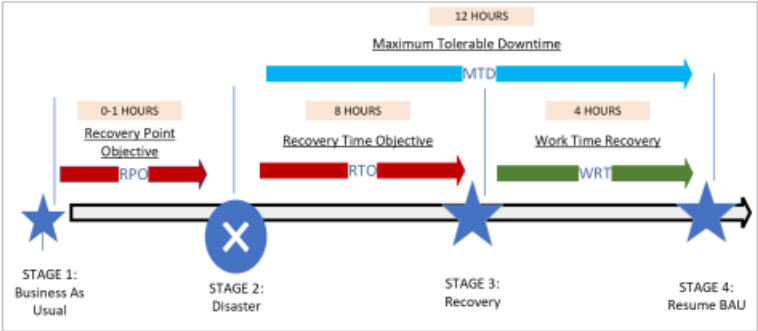 12 HOURS
Maximum Tolerable Downtime
MTD
0-1 HOURS
8 HOURS
4 HOURS
Recovery Point
Objective
Recovery Time Objective
Work Time Recovery
RPO
RTO
WRT
STAGE 1:
Business As
Usual
STAGE 2:
Disaster
STAGE 3:
Recovery
STAGE 4:
Resume BAU